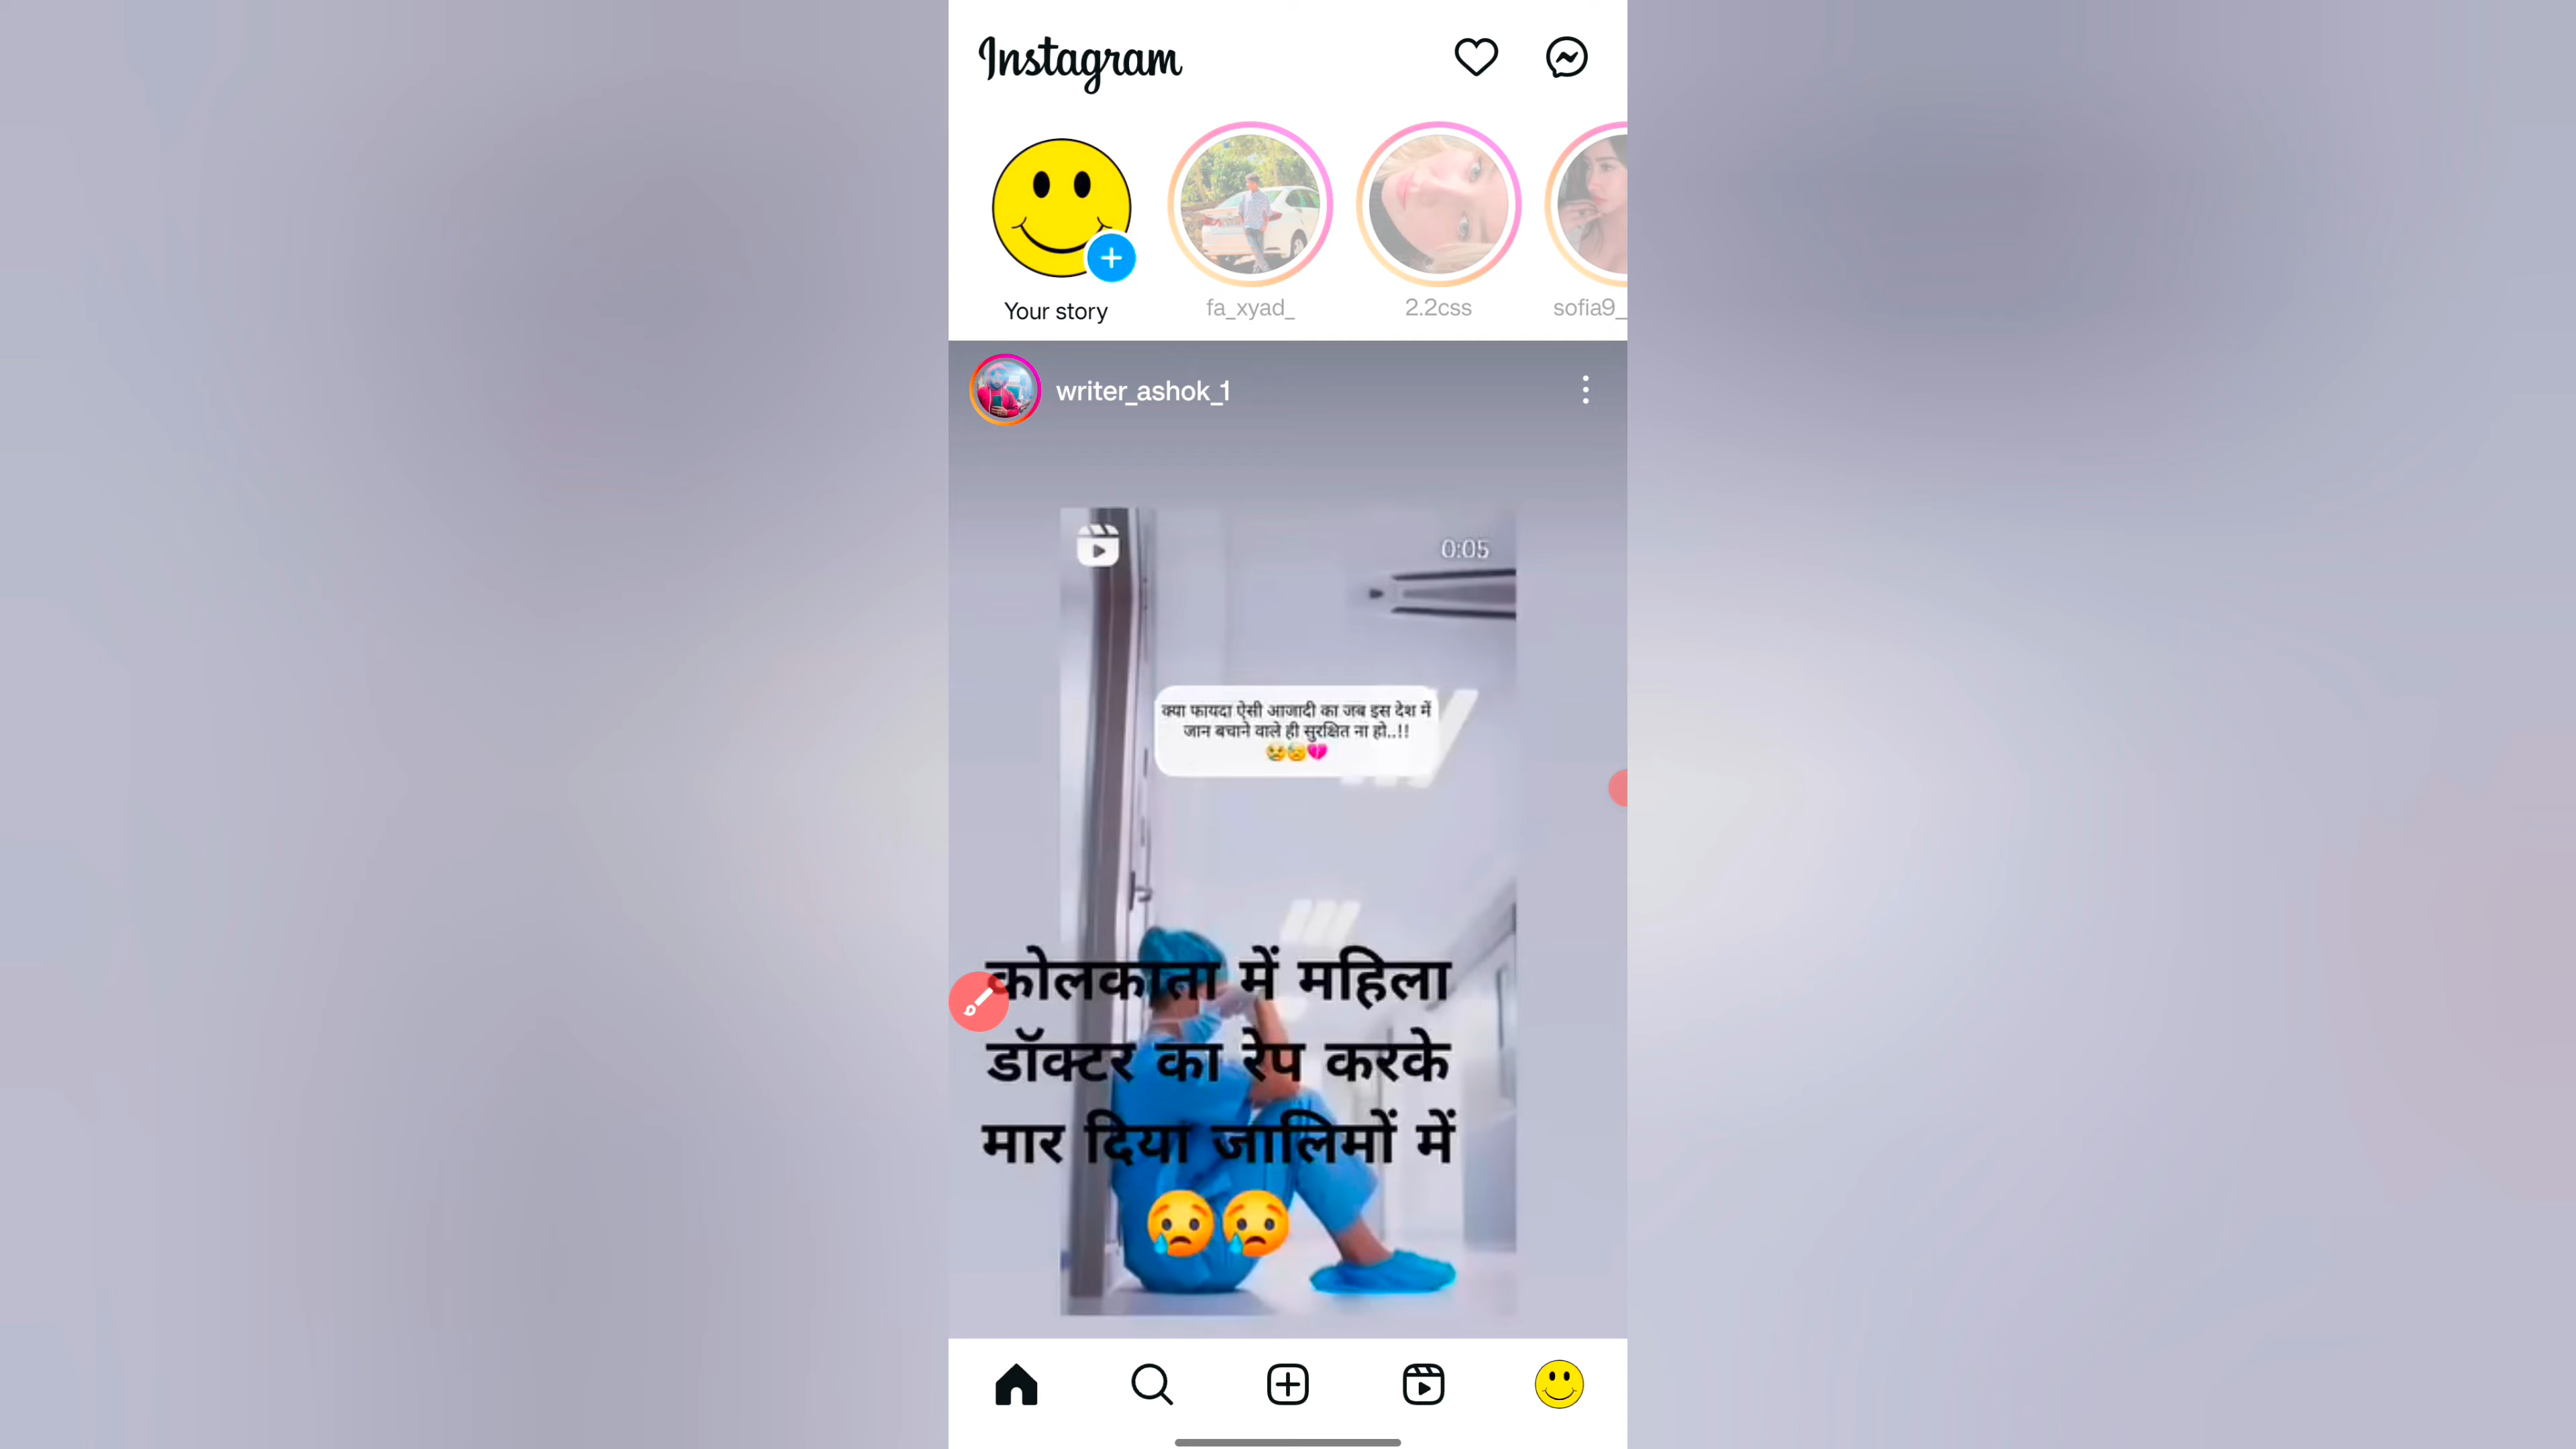 Instagram
Your story
fa_xyad_
2.2css
sofia9_
writer_ashok_1
0:05
क्या फायदा ऐसी आजादी का जब इस देश में
जान बचाने वाले ही सुरक्षित ना हो..!!
😢😓💔
कोलकाता में महिला
डॉक्टर का रेप करके
मार दिया जालिमों में
😥😥